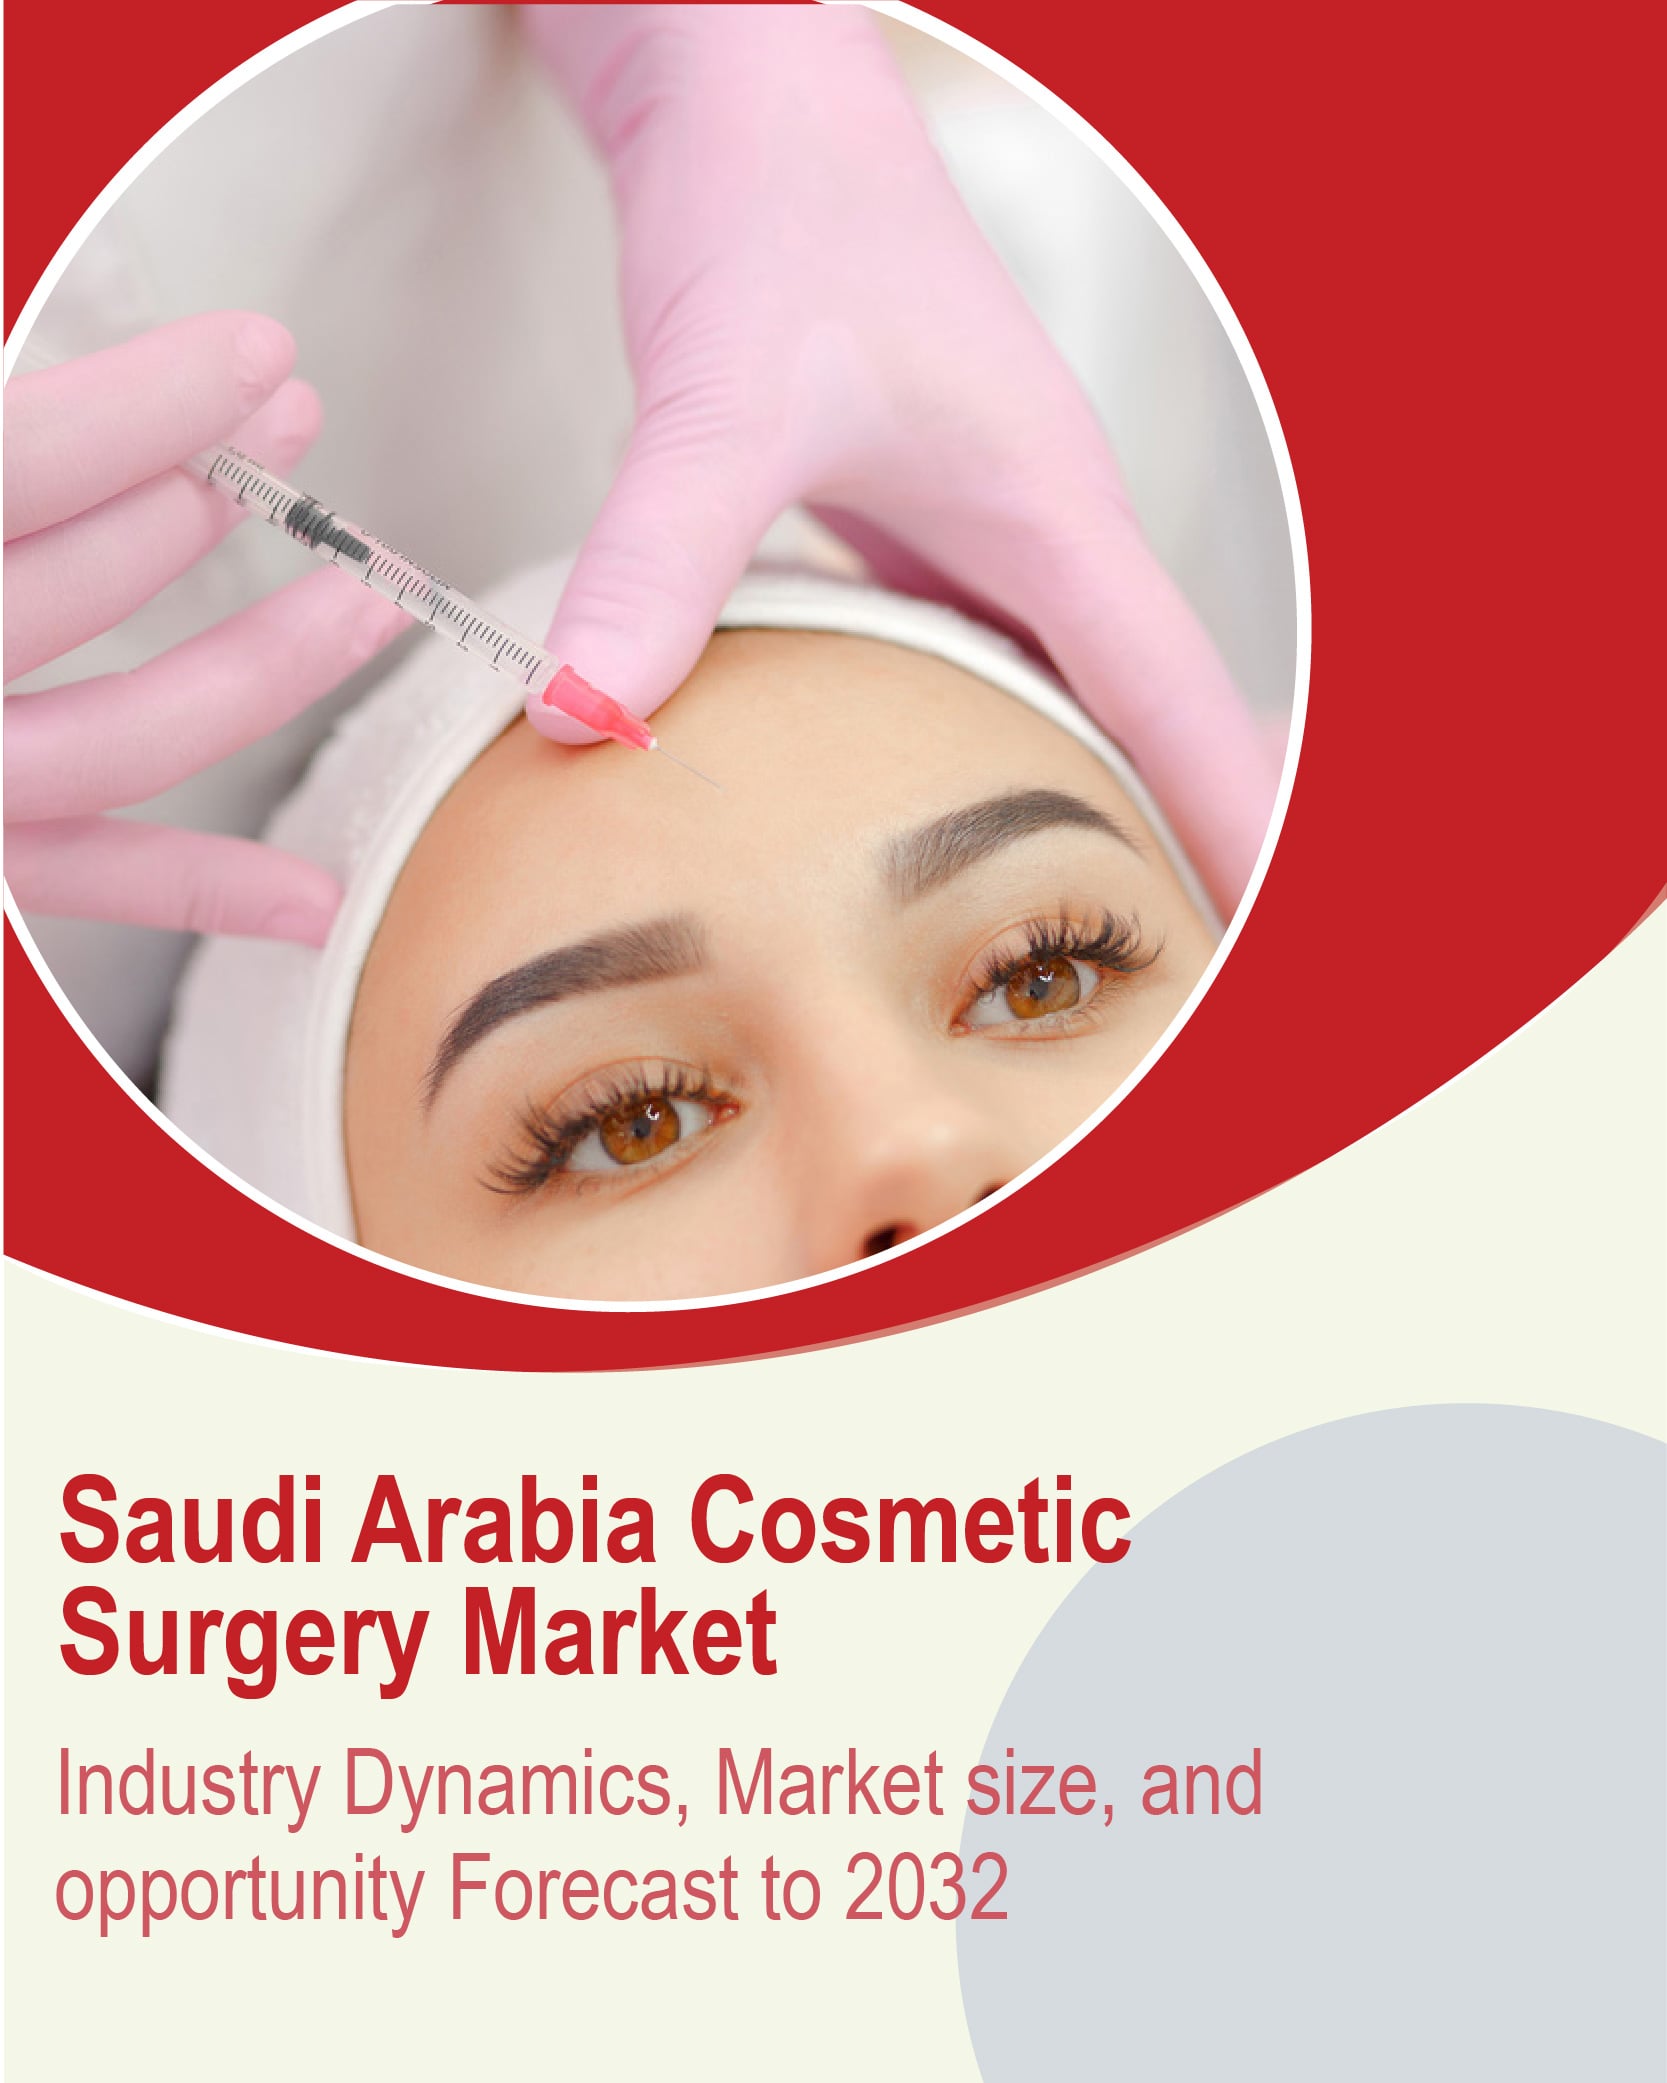 Saudi Arabia Cosmetic
Surgery Market
Industry Dynamics, Market size, and
opportunity Forecast to 2032